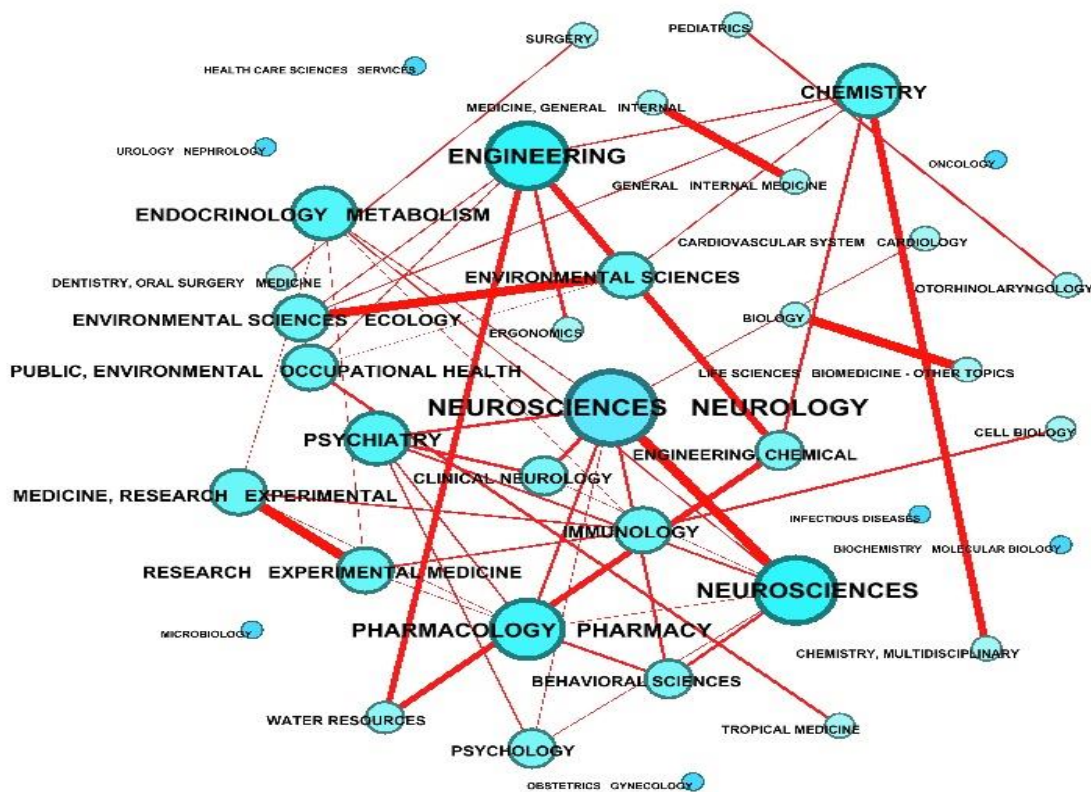 PEDIATRICS
SURGERY
HEALTH CARE SCIENCES SERVICES
CHEMISTRY
MEDICINE, GENERAL INTERNAL
UROLOGY NEPHROLOGY
ENGINEERING
ONCOLOGY
GENERAL INTERNAL MEDICINE
ENDOCRINOLOGY METABOLISM
CARDIOVASCULAR SYSTEM CARDIOLOGY
DENTISTRY, ORAL SURGERY MEDICINE
ENVIRONMENTAL SCIENCES
OTORHINOLARYNGOLOGY
ENVIRONMENTAL SCIENCES ECOLOGY
BIOLOGY
ERGONOMICS
PUBLIC, ENVIRONMENTAL OCCUPATIONAL HEALTH
LIFE SCIENCES BIOMEDICINE - OTHER TOPICS
NEUROSCIENCES NEUROLOGY
CELL BIOLOGY
PSYCHIATRY
ENGINEERING, CHEMICAL
CLINICAL NEUROLOGY
MEDICINE, RESEARCH EXPERIMENTAL
INFECTIOUS DISEASES
IMMUNOLOGY
BIOCHEMISTRY MOLECULAR BIOLOGY
RESEARCH EXPERIMENTAL MEDICINE
NEUROSCIENCES
MICROBIOLOGY
PHARMACOLOGY PHARMACY
CHEMISTRY, MULTIDISCIPLINARY
BEHAVIORAL SCIENCES
WATER RESOURCES
TROPICAL MEDICINE
PSYCHOLOGY
OBSTETRICS GYNECOLOGY